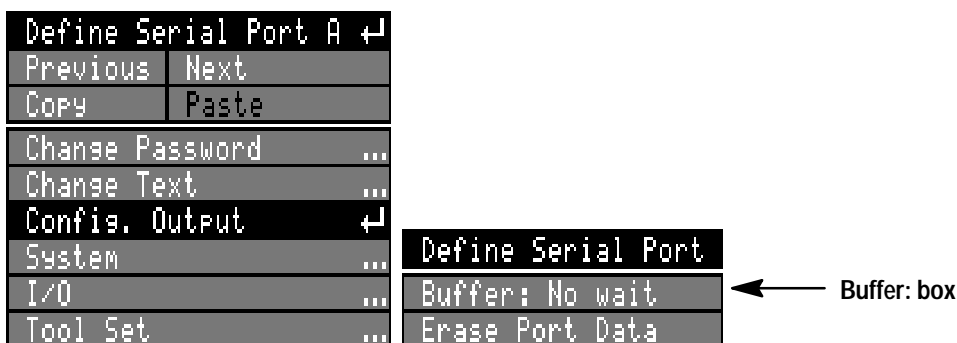 Define Serial Port A ↵
Previous Next
Copy Paste
Change Password ...
Change Text ...
Config. Output ↵
System ...
I/O ...
Tool Set ...
Define Serial Port
Buffer: No wait
Erase Port Data
Buffer: box